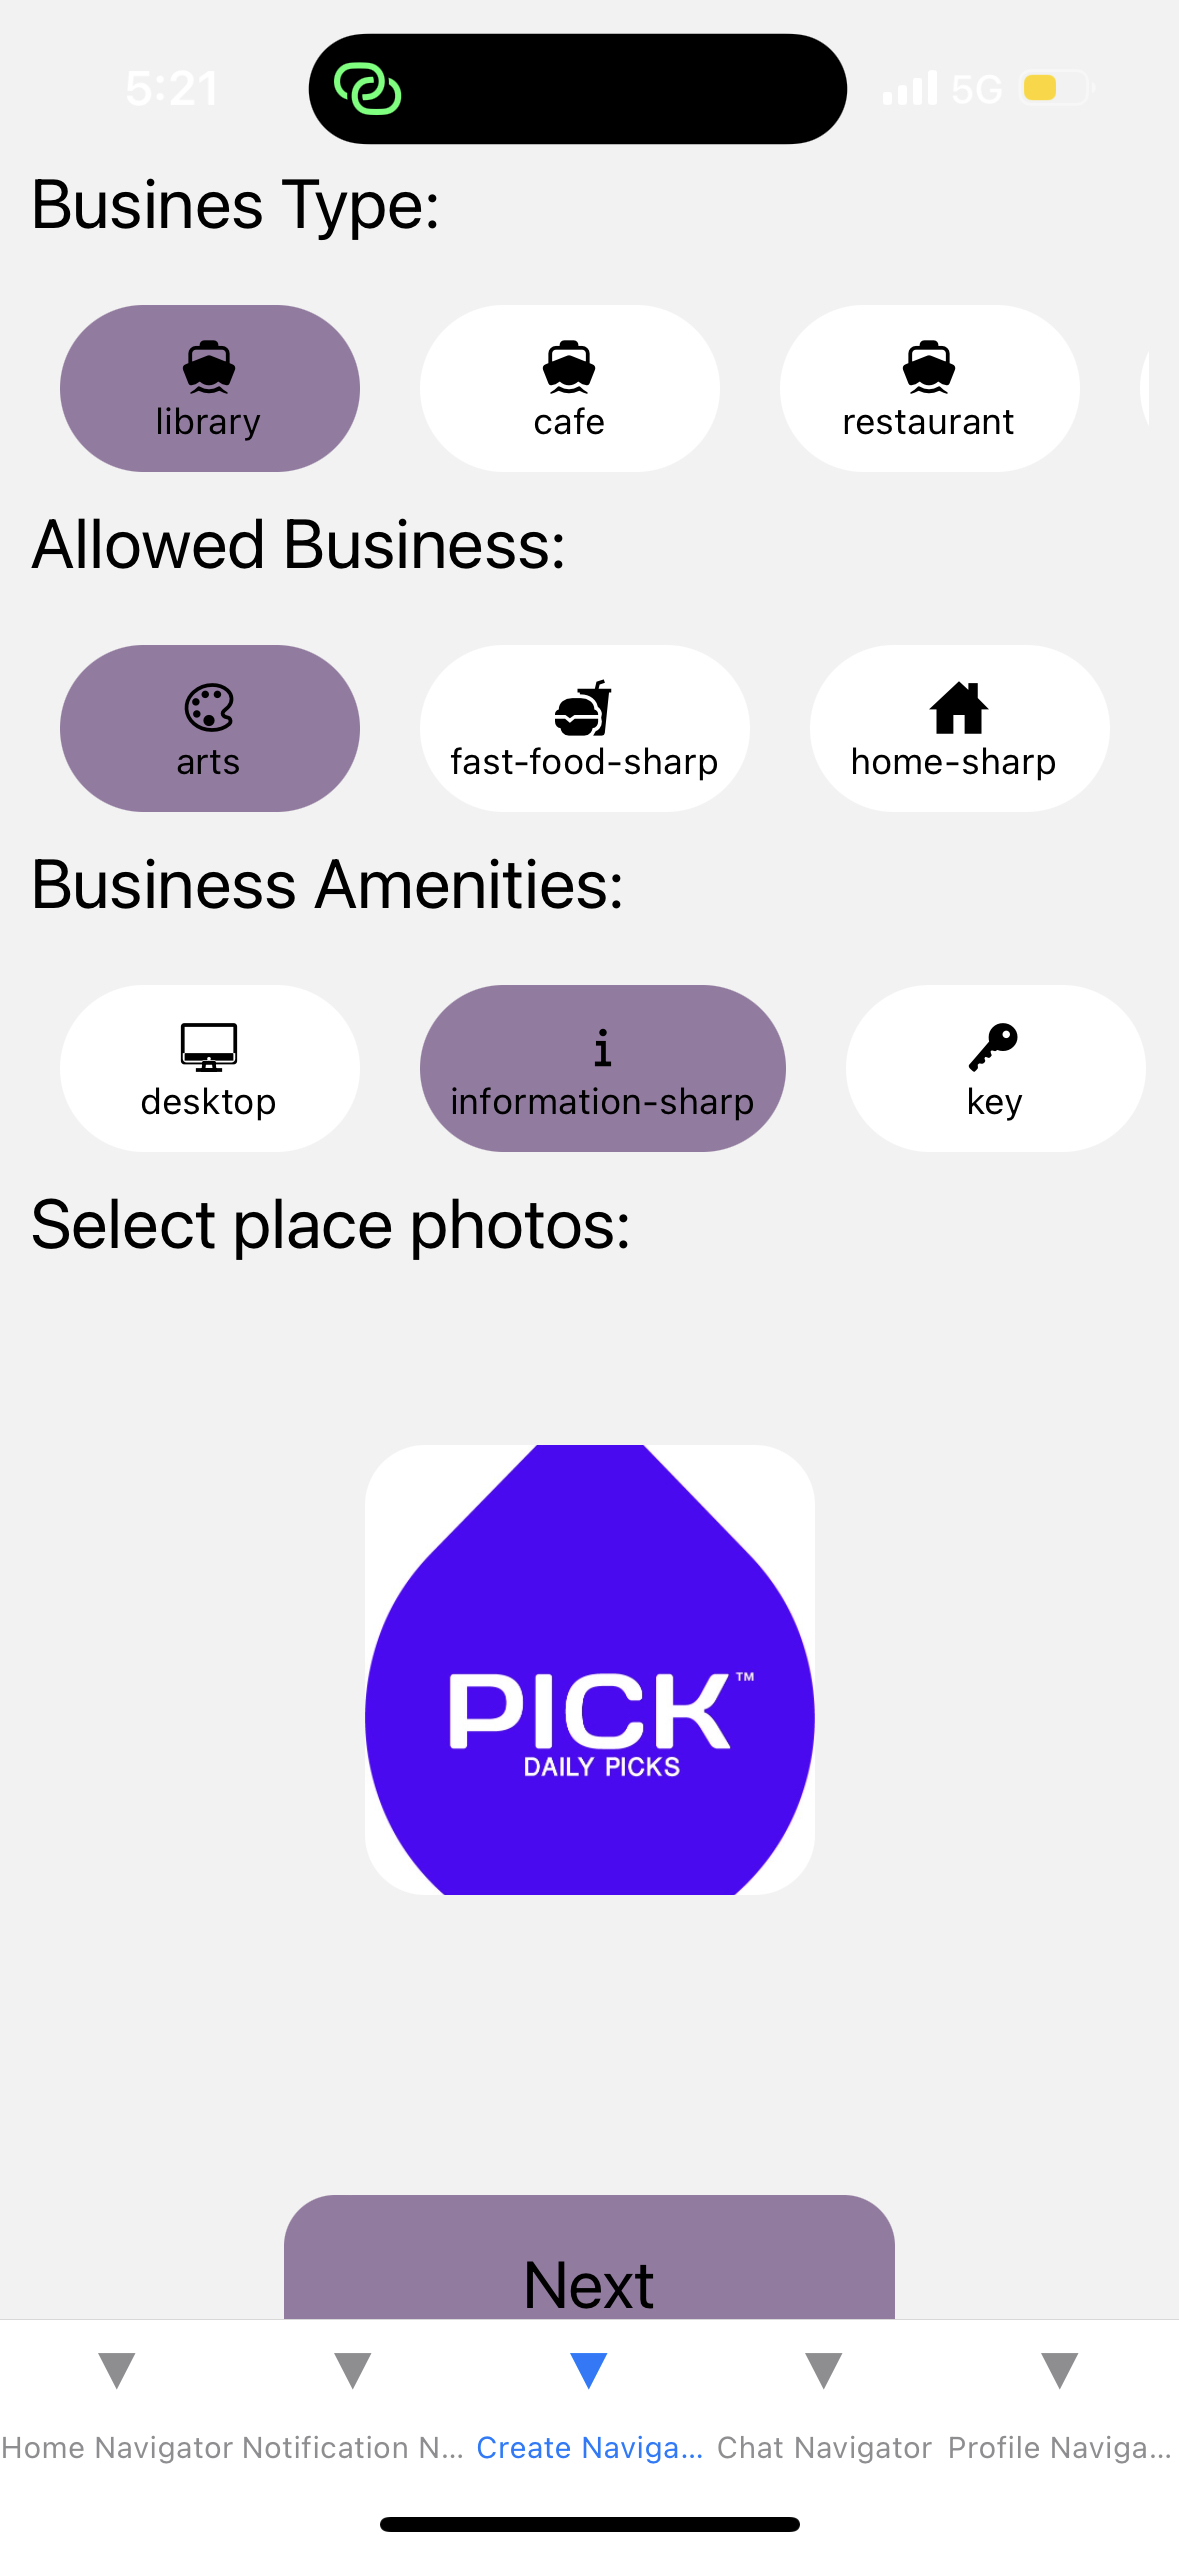 5:21 5G
Busines Type:
library cafe restaurant
Allowed Business:
arts fast-food-sharp home-sharp
Business Amenities:
desktop information-sharp key
Select place photos:
PICK™
DAILY PICKS
Next
Home Navigator Notification N... Create Naviga... Chat Navigator Profile Naviga...